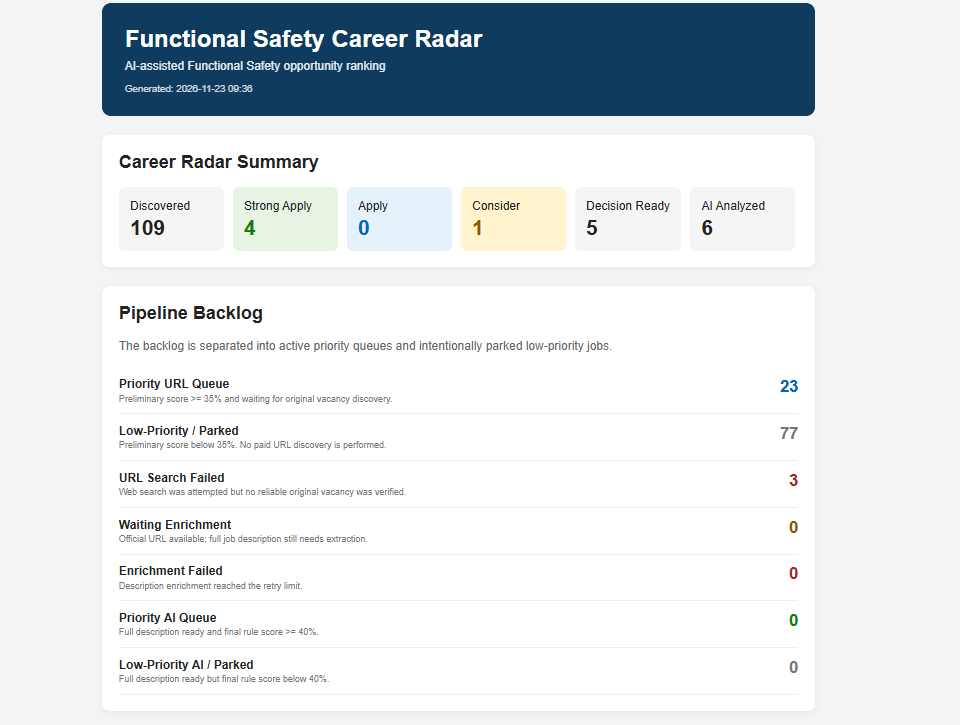 Functional Safety Career Radar
AI-assisted Functional Safety opportunity ranking
Generated: 2026-11-23 09:36
Career Radar Summary
Discovered
109
Strong Apply
4
Apply
0
Consider
1
Decision Ready
5
AI Analyzed
6
Pipeline Backlog
The backlog is separated into active priority queues and intentionally parked low-priority jobs.
Priority URL Queue
23
Preliminary score >= 35% and waiting for original vacancy discovery.
Low-Priority / Parked
77
Preliminary score below 35%. No paid URL discovery is performed.
URL Search Failed
3
Web search was attempted but no reliable original vacancy was verified.
Waiting Enrichment
0
Official URL available; full job description still needs extraction.
Enrichment Failed
0
Description enrichment reached the retry limit.
Priority AI Queue
0
Full description ready and final rule score >= 40%.
Low-Priority AI / Parked
0
Full description ready but final rule score below 40%.